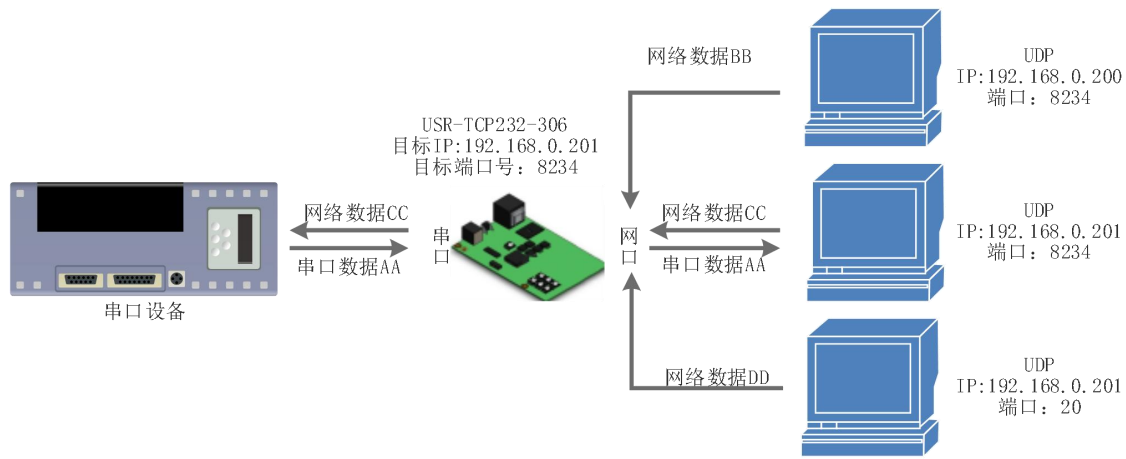 网络数据BB
UDP
IP:192.168.0.200
端口：8234
USR-TCP232-306
目标IP:192.168.0.201
目标端口号：8234
网络数据CC
串口数据AA
串口
网口
网络数据CC
串口数据AA
UDP
IP:192.168.0.201
端口：8234
串口设备
网络数据DD
UDP
IP:192.168.0.201
端口：20